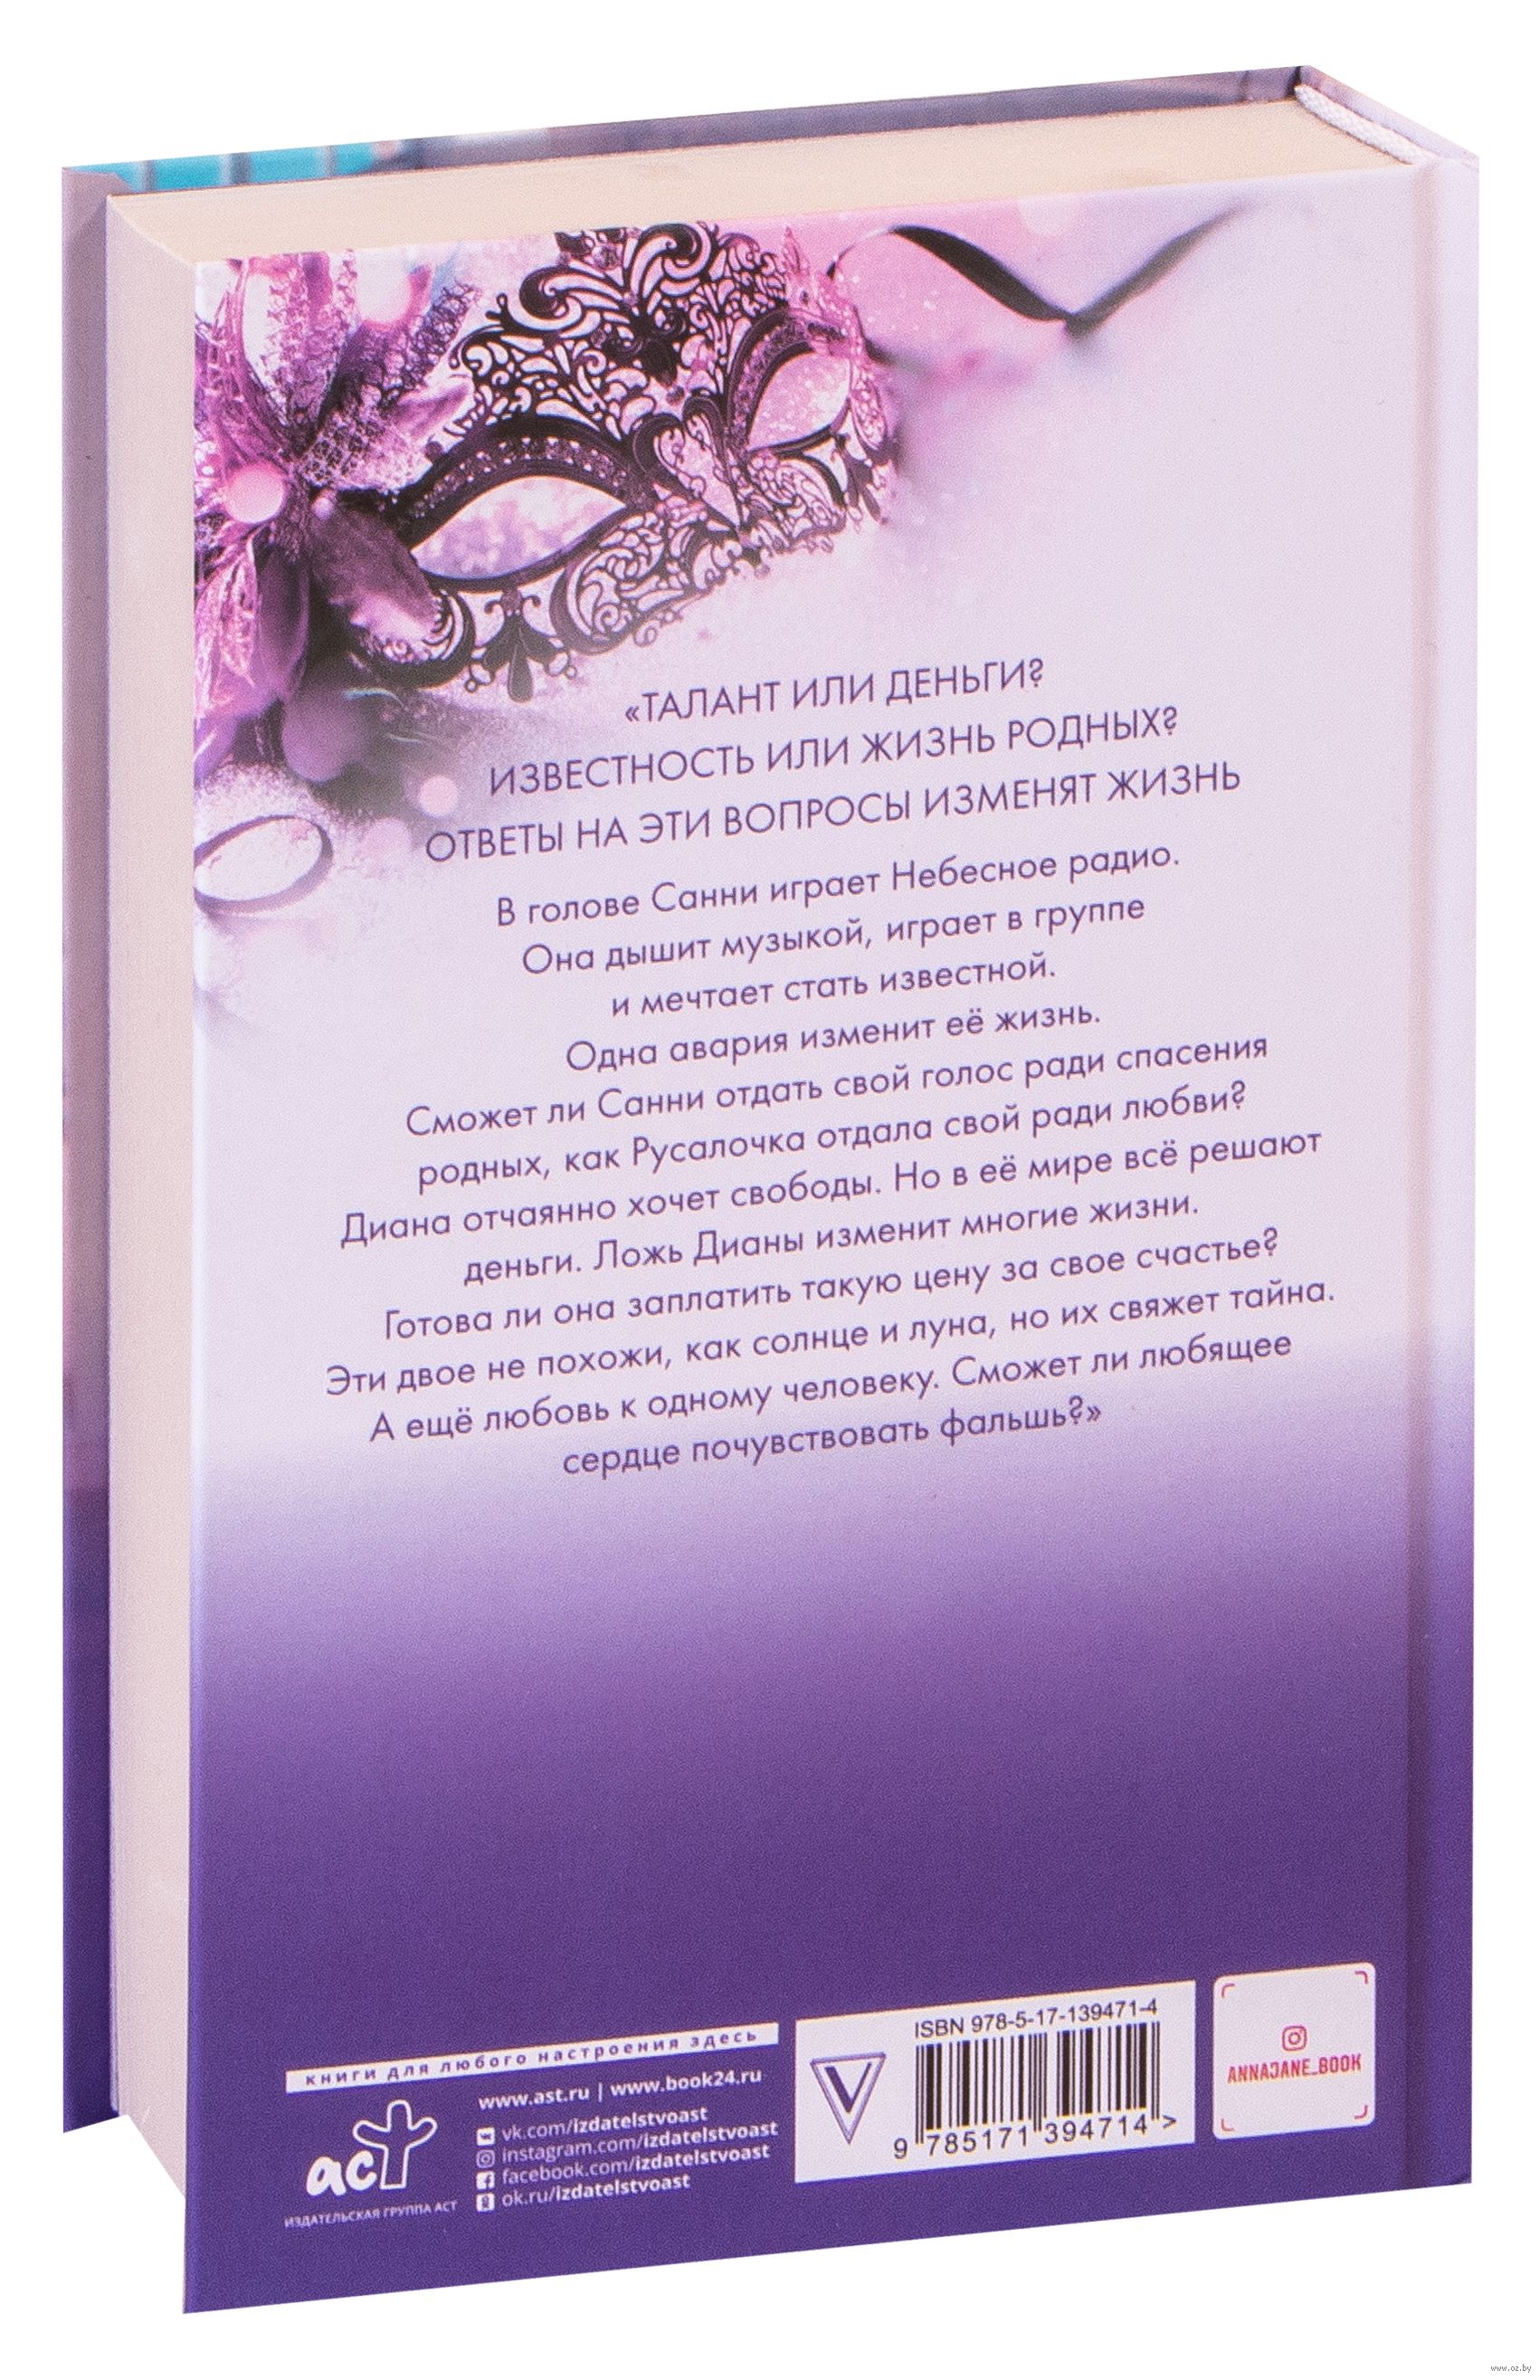 «ТАЛАНТ ИЛИ ДЕНЬГИ?
ИЗВЕСТНОСТЬ ИЛИ ЖИЗНЬ РОДНЫХ?
ОТВЕТЫ НА ЭТИ ВОПРОСЫ ИЗМЕНЯТ ЖИЗНЬ
В голове Санни играет Небесное радио.
Она дышит музыкой, играет в группе
и мечтает стать известной.
Одна авария изменит её жизнь.
Сможет ли Санни отдать свой голос ради спасения
родных, как Русалочка отдала свой ради любви?
Диана отчаянно хочет свободы. Но в её мире всё решают
деньги. Ложь Дианы изменит многие жизни.
Готова ли она заплатить такую цену за свое счастье?
Эти двое не похожи, как солнце и луна, но их свяжет тайна.
А ещё любовь к одному человеку. Сможет ли любящее
сердце почувствовать фальшь?»
книги для любого настроения здесь
аст
ИЗДАТЕЛЬСКАЯ ГРУППА АСТ
www.ast.ru | www.book24.ru
vk.com/izdatelstvoast
instagram.com/izdatelstvoast
facebook.com/izdatelstvoast
ok.ru/izdatelstvoast
ISBN 978-5-17-139471-4
9 785171 394714 >
ANNAJANE_BOOK
www.oz.by